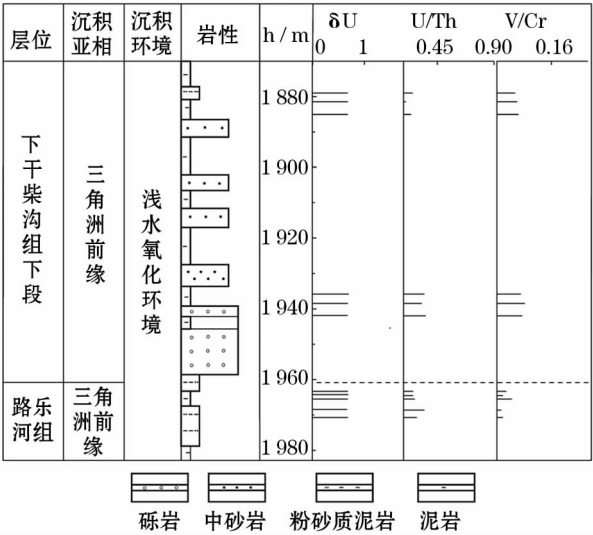 层位
沉积
亚相
沉积
环境
岩性
h / m
δU
0 1
U/Th
0.45 0.90
V/Cr
0.16
下干柴沟组下段
三角洲前缘
浅水氧化环境
1 880
1 900
1 920
1 940
1 960
1 980
路乐
河组
三角
洲前
缘
砾岩
中砂岩
粉砂质泥岩
泥岩